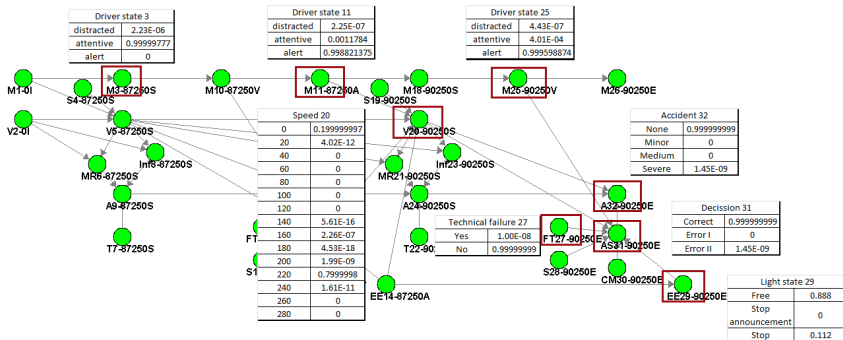 Driver state 3
distracted 2.23E-06
attentive 0.99999777
alert 0
Driver state 11
distracted 2.25E-07
attentive 0.0011784
alert 0.998821375
Driver state 25
distracted 4.43E-07
attentive 4.01E-04
alert 0.999598874
M1-0I
M3-87250S
M10-87250V
M11-87250A
M18-90250S
M25-90250V
M26-90250E
S4-87250S
S19-90250S
V2-0I
V5-87250S
V20-90250S
Inf8-87250S
Inf23-90250S
MR6-87250S
MR21-90250S
A9-87250S
A24-90250S
A32-90250E
T7-87250S
FT
S1
T22-90
FT27-90250E
AS31-90250E
S28-90250E
CM30-90250E
EE14-87250A
EE29-90250E
Speed 20
0 0.199999997
20 4.02E-12
40 0
60 0
80 0
100 0
120 0
140 5.61E-16
160 2.26E-07
180 4.53E-18
200 1.99E-09
220 0.7999998
240 1.61E-11
260 0
280 0
Accident 32
None 0.999999999
Minor 0
Medium 0
Severe 1.45E-09
Technical failure 27
Yes 1.00E-08
No 0.99999999
Decission 31
Correct 0.999999999
Error I 0
Error II 1.45E-09
Light state 29
Free 0.888
Stop
announcement 0
Stop 0.112